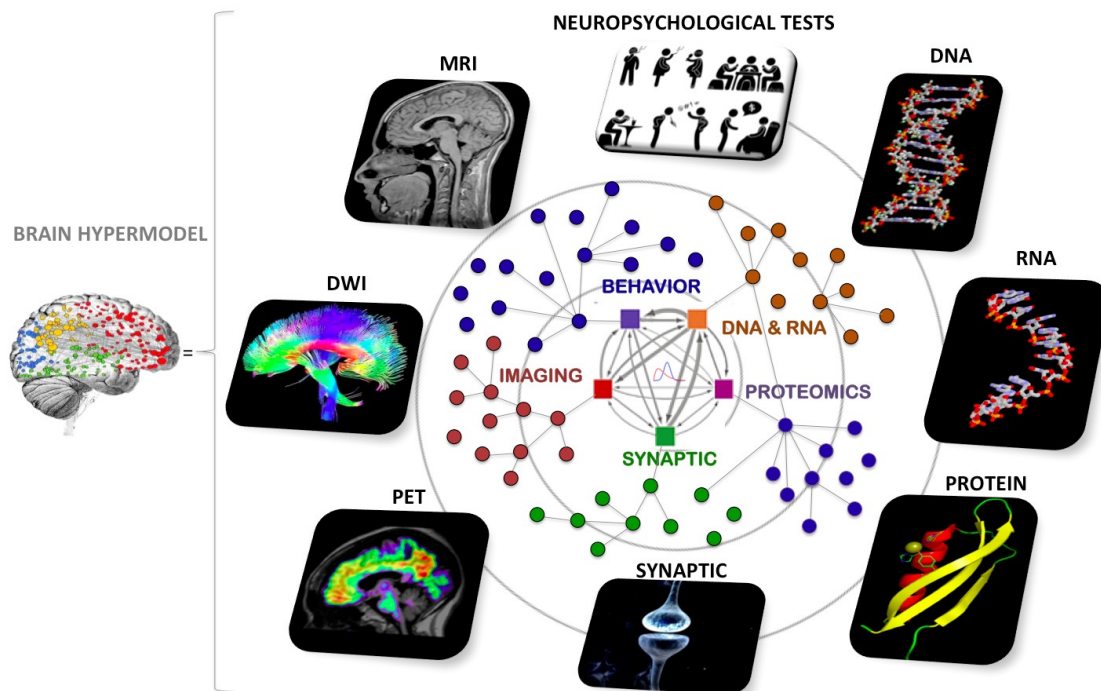 NEUROPSYCHOLOGICAL TESTS
MRI
DNA
BRAIN HYPERMODEL
=
DWI
RNA
BEHAVIOR
DNA & RNA
IMAGING
PROTEOMICS
SYNAPTIC
PET
PROTEIN
SYNAPTIC